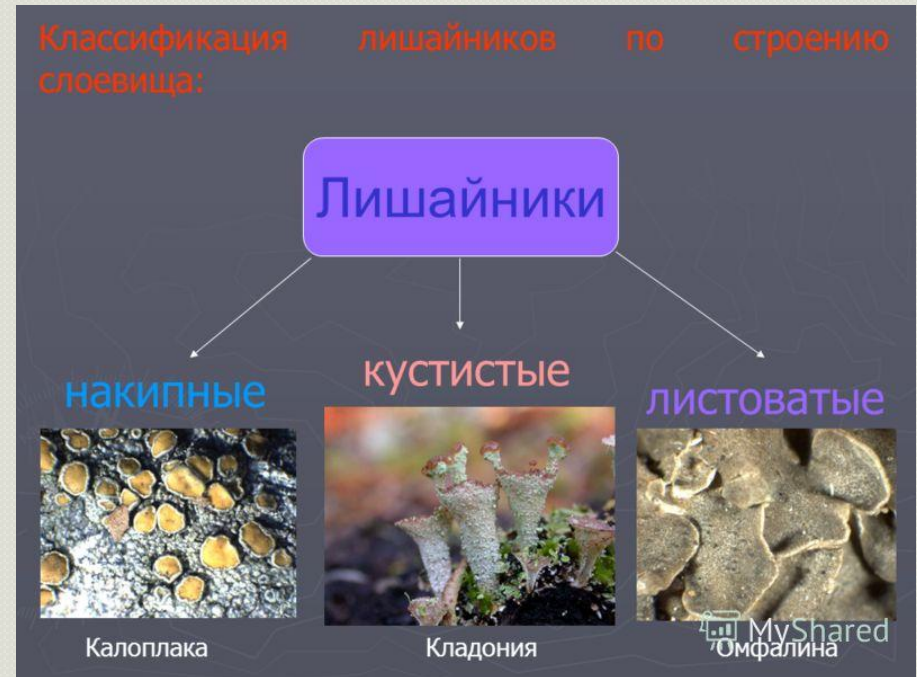 Классификация лишайников по строению
слоевища:
Лишайники
накипные
кустистые
листоватые
Калоплака
Кладония
Омфалина
MyShared